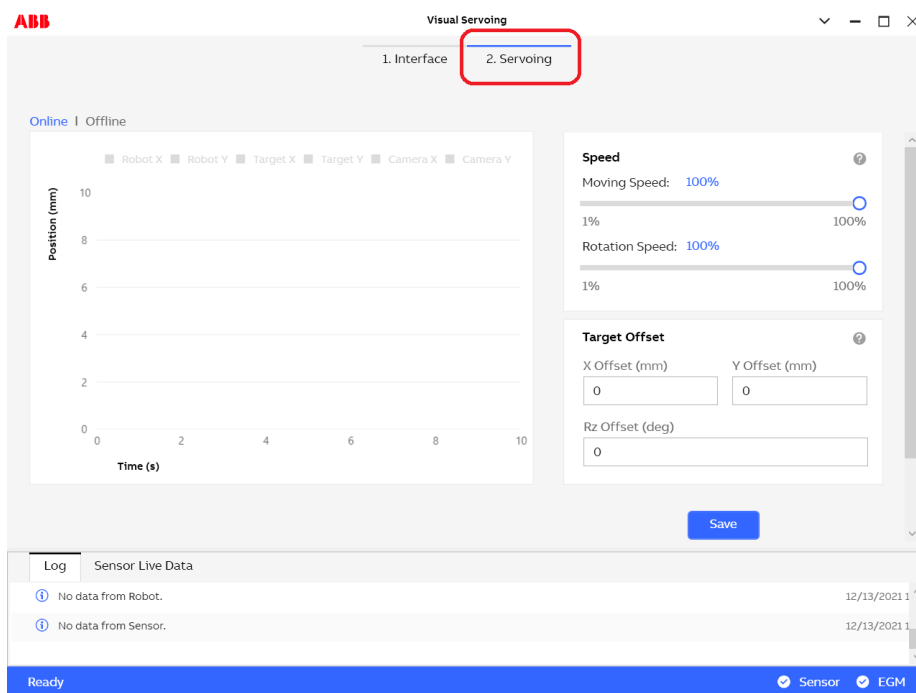 ABB
Visual Servoing
1. Interface
2. Servoing
Online | Offline
Robot X Robot Y Target X Target Y Camera X Camera Y
Position (mm)
10
8
6
4
2
0
0 2 4 6 8 10
Time (s)
Speed
Moving Speed: 100%
1% 100%
Rotation Speed: 100%
1% 100%
Target Offset
X Offset (mm) Y Offset (mm)
0 0
Rz Offset (deg)
0
Save
Log Sensor Live Data
No data from Robot. 12/13/2021 1
No data from Sensor. 12/13/2021 1
Ready Sensor EGM